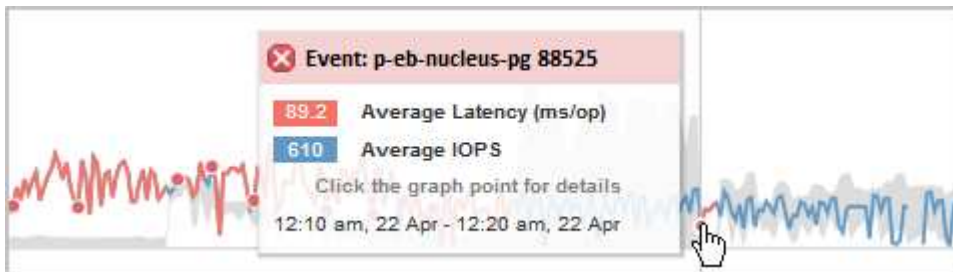 Event: p-eb-nucleus-pg 88525
89.2 Average Latency (ms/op)
610 Average IOPS
Click the graph point for details
12:10 am, 22 Apr - 12:20 am, 22 Apr